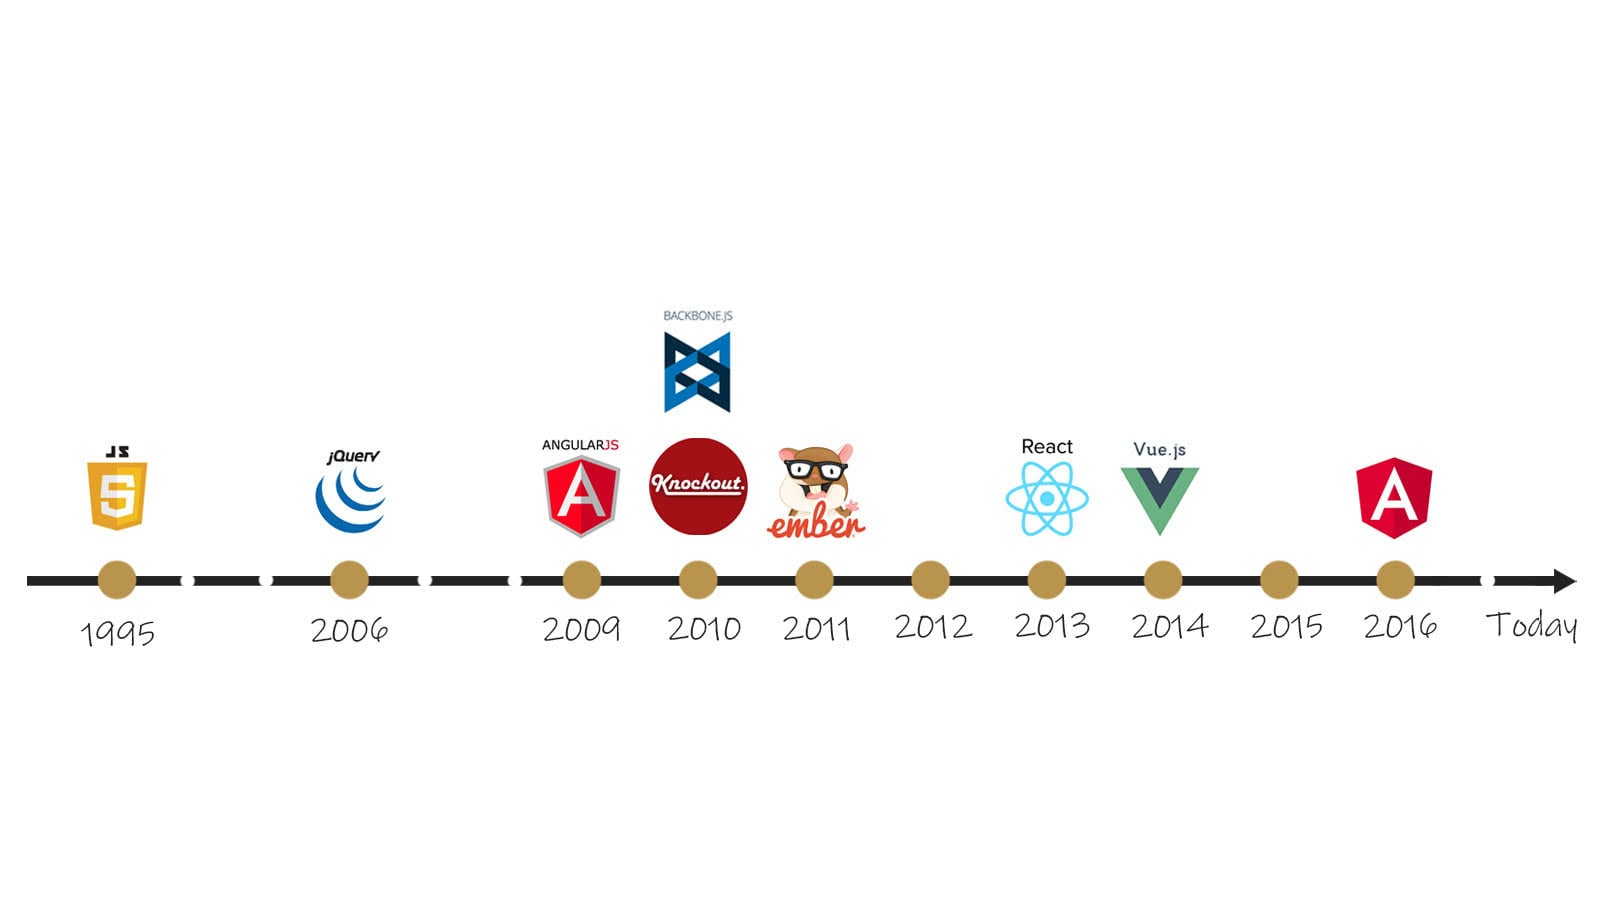 BACKBONE.JS
JS
5
jQuery
ANGULARJS
A
Knockout.
ember
React
Vue.js
A
1995
2006
2009
2010
2011
2012
2013
2014
2015
2016
Today